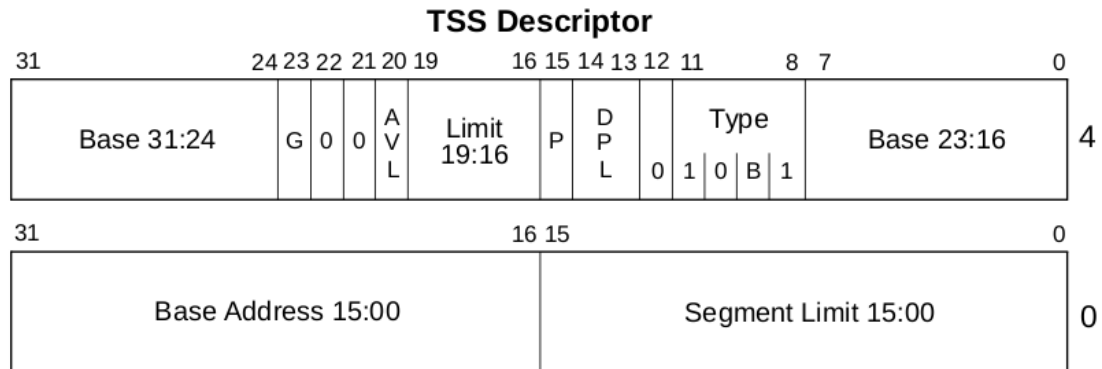 TSS Descriptor
31 24 23 22 21 20 19 16 15 14 13 12 11 8 7 0
Base 31:24 G 0 0 AVL Limit 19:16 P DPL 0 Type 1 0 B 1 Base 23:16 4
31 16 15 0
Base Address 15:00 Segment Limit 15:00 0